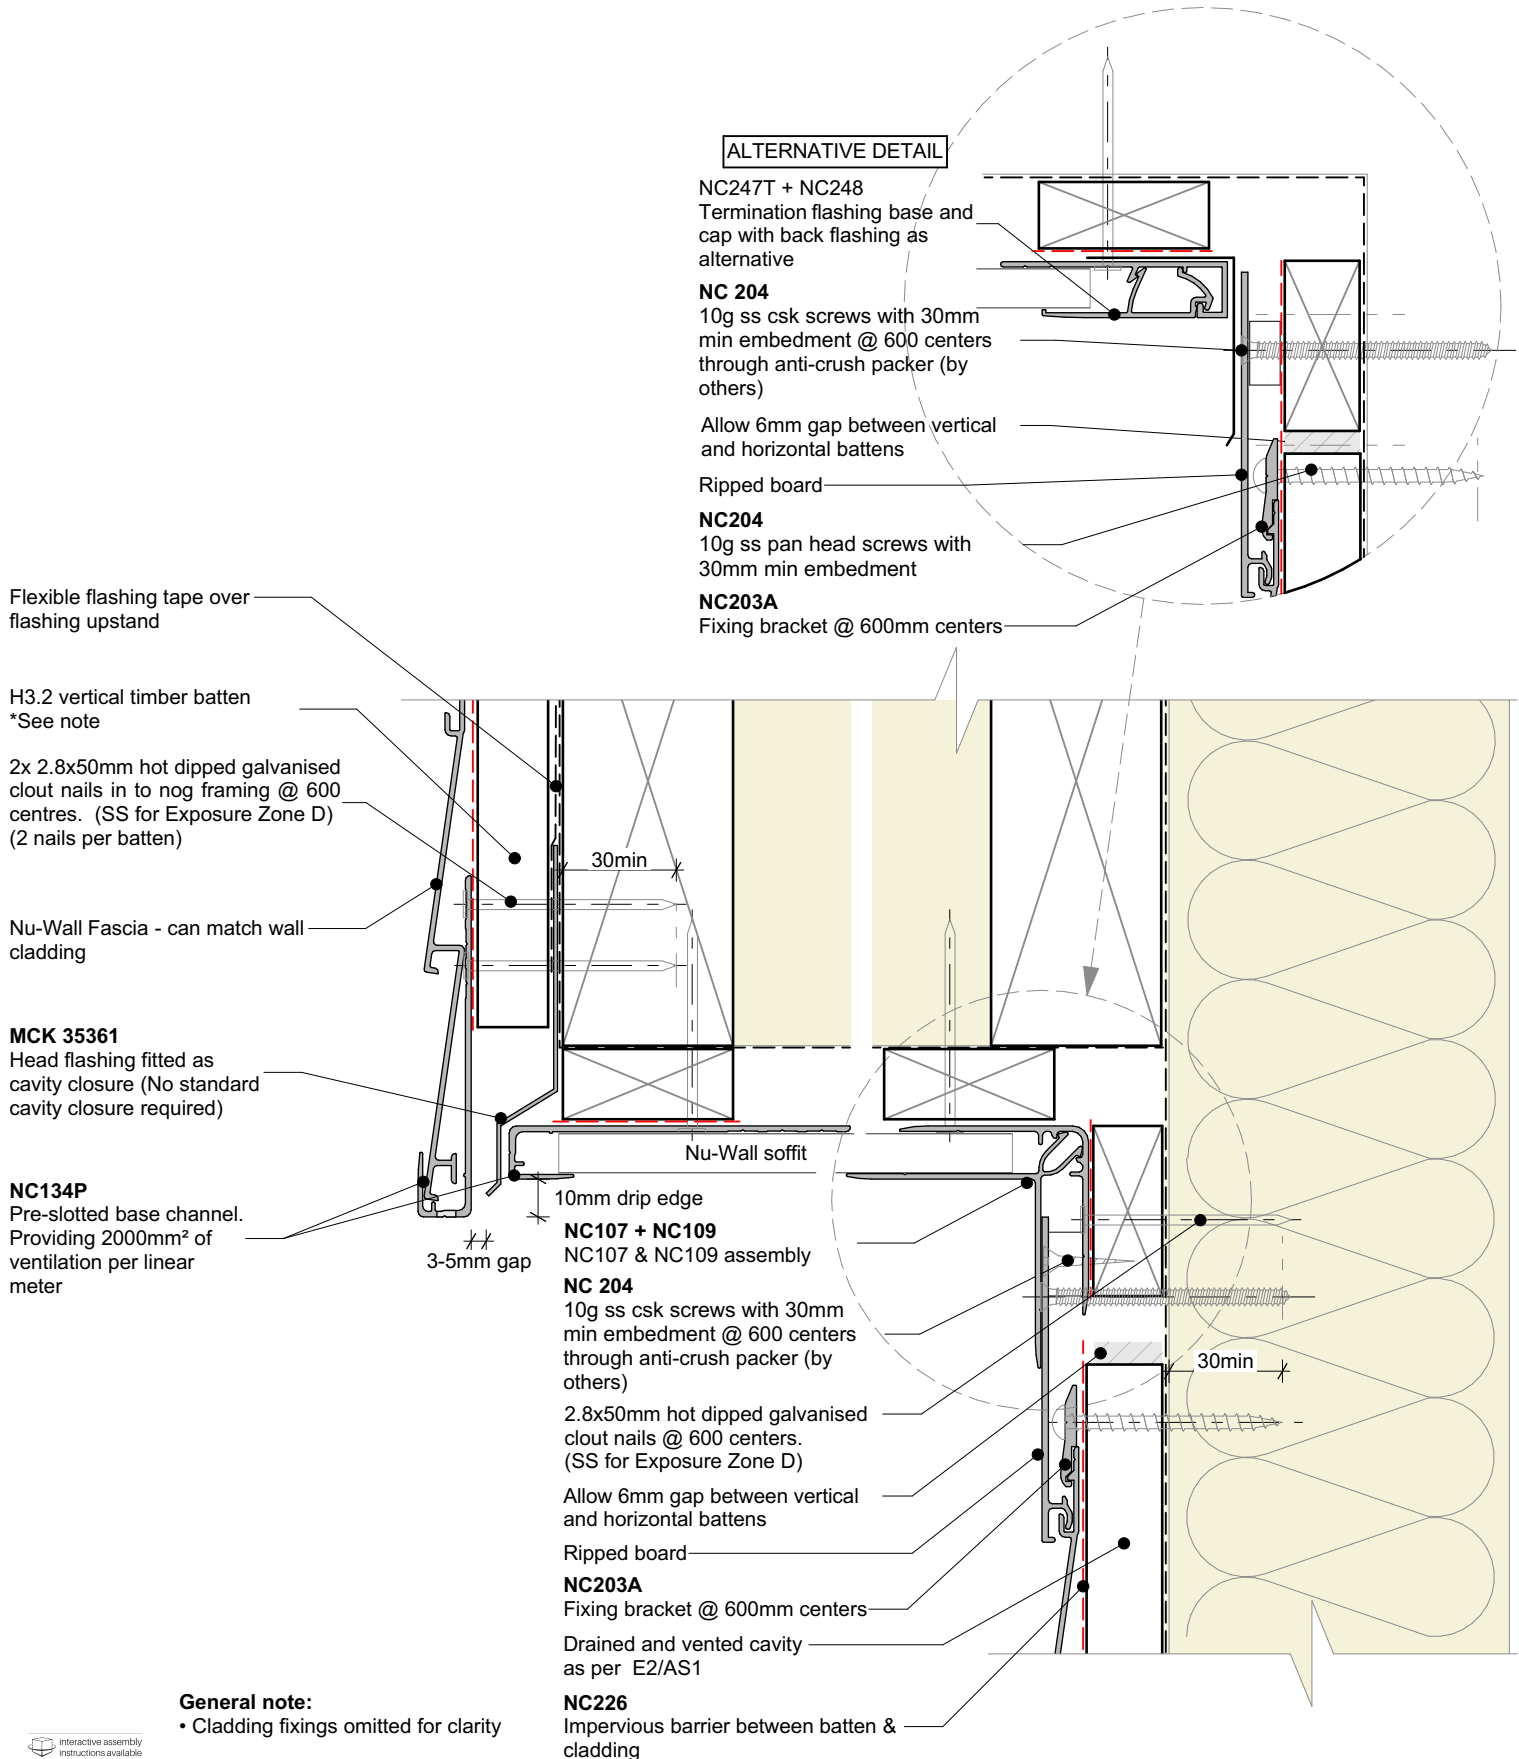 ALTERNATIVE DETAIL
NC247T + NC248
Termination flashing base and
cap with back flashing as
alternative
NC 204
10g ss csk screws with 30mm
min embedment @ 600 centers
through anti-crush packer (by
others)
Allow 6mm gap between vertical
and horizontal battens
Ripped board
NC204
10g ss pan head screws with
30mm min embedment
NC203A
Fixing bracket @ 600mm centers
Flexible flashing tape over
flashing upstand
H3.2 vertical timber batten
*See note
2x 2.8x50mm hot dipped galvanised
clout nails in to nog framing @ 600
centres. (SS for Exposure Zone D)
(2 nails per batten)
Nu-Wall Fascia - can match wall
cladding
MCK 35361
Head flashing fitted as
cavity closure (No standard
cavity closure required)
NC134P
Pre-slotted base channel.
Providing 2000mm² of
ventilation per linear
meter
30min
Nu-Wall soffit
10mm drip edge
3-5mm gap
NC107 + NC109
NC107 & NC109 assembly
NC 204
10g ss csk screws with 30mm
min embedment @ 600 centers
through anti-crush packer (by
others)
2.8x50mm hot dipped galvanised
clout nails @ 600 centers.
(SS for Exposure Zone D)
Allow 6mm gap between vertical
and horizontal battens
Ripped board
NC203A
Fixing bracket @ 600mm centers
Drained and vented cavity
as per E2/AS1
NC226
Impervious barrier between batten &
cladding
30min
General note:
• Cladding fixings omitted for clarity
interactive assembly
instructions available